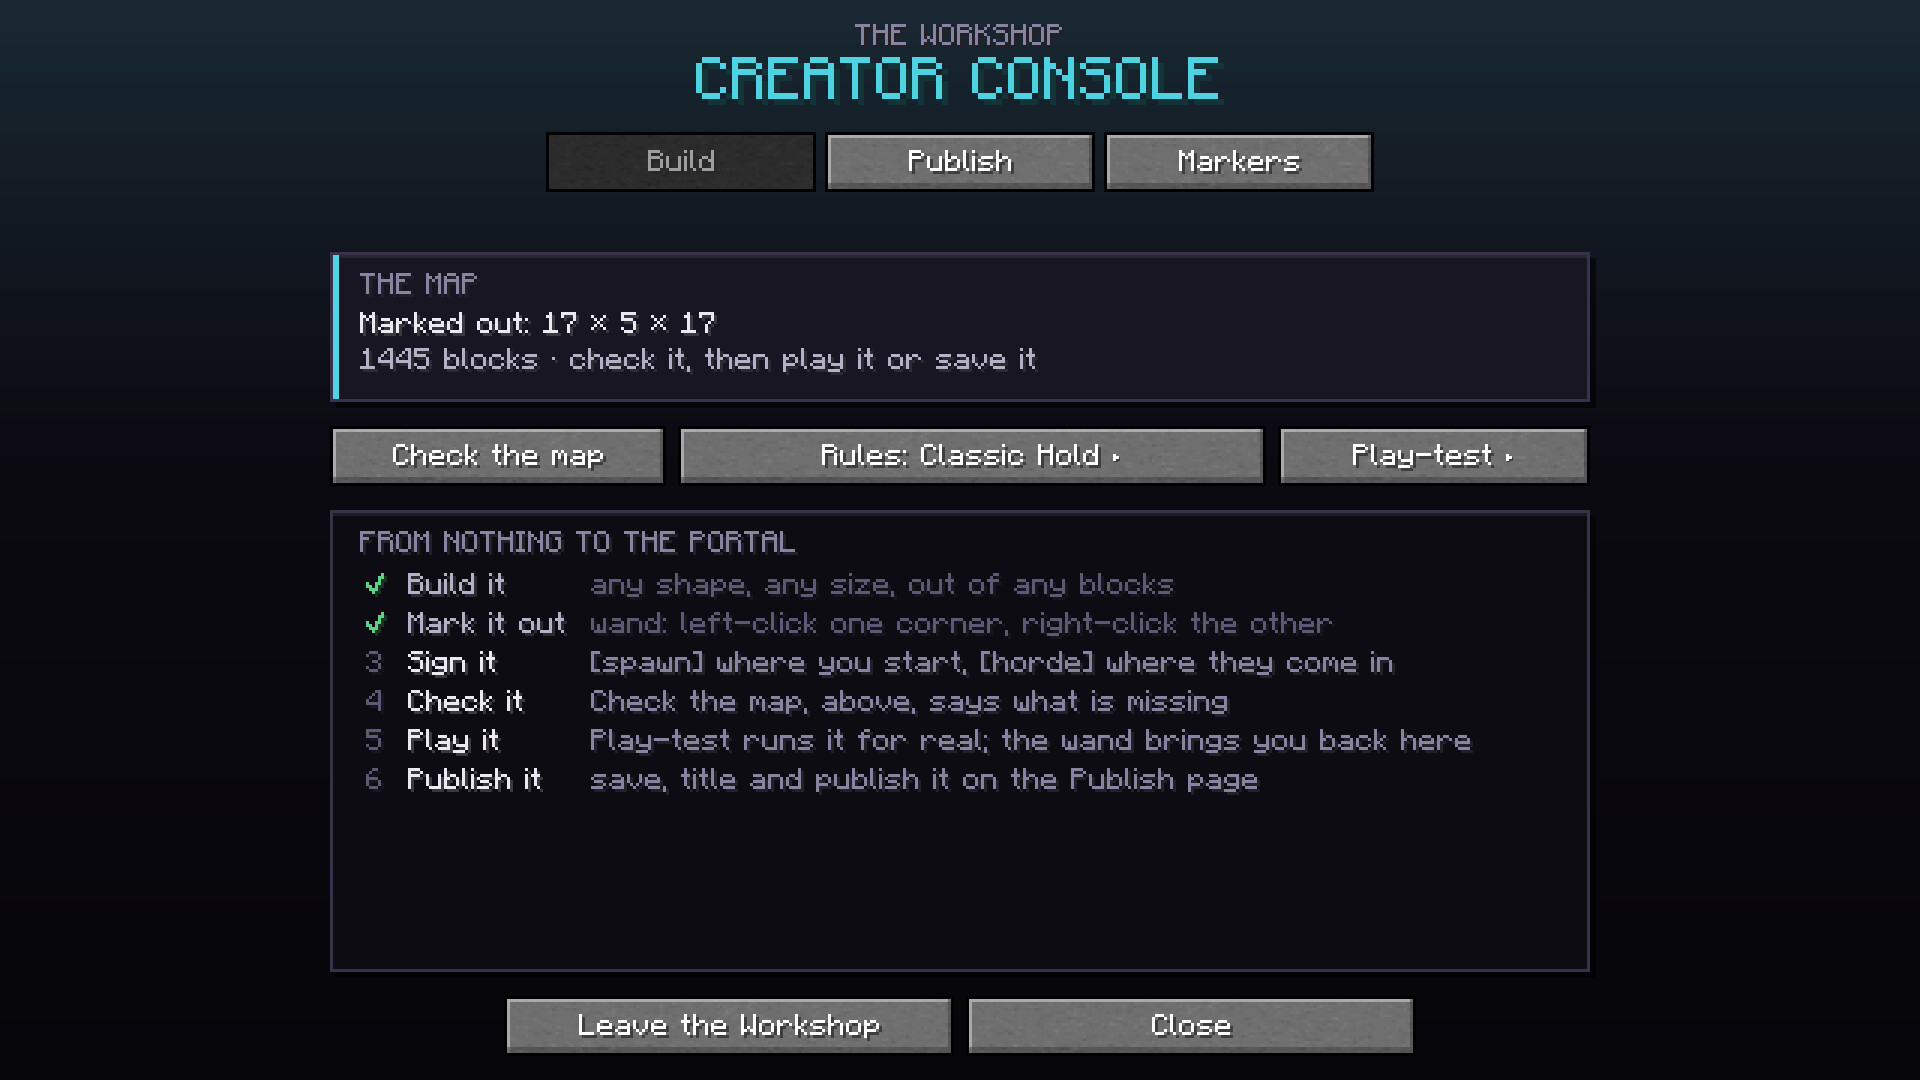 THE WORKSHOP
CREATOR CONSOLE
Build
Publish
Markers
THE MAP
Marked out: 17 × 5 × 17
1445 blocks · check it, then play it or save it
Check the map
Rules: Classic Hold ▸
Play-test ▸
FROM NOTHING TO THE PORTAL
✔ Build it any shape, any size, out of any blocks
✔ Mark it out wand: left-click one corner, right-click the other
3 Sign it [spawn] where you start, [horde] where they come in
4 Check it Check the map, above, says what is missing
5 Play it Play-test runs it for real; the wand brings you back here
6 Publish it save, title and publish it on the Publish page
Leave the Workshop
Close